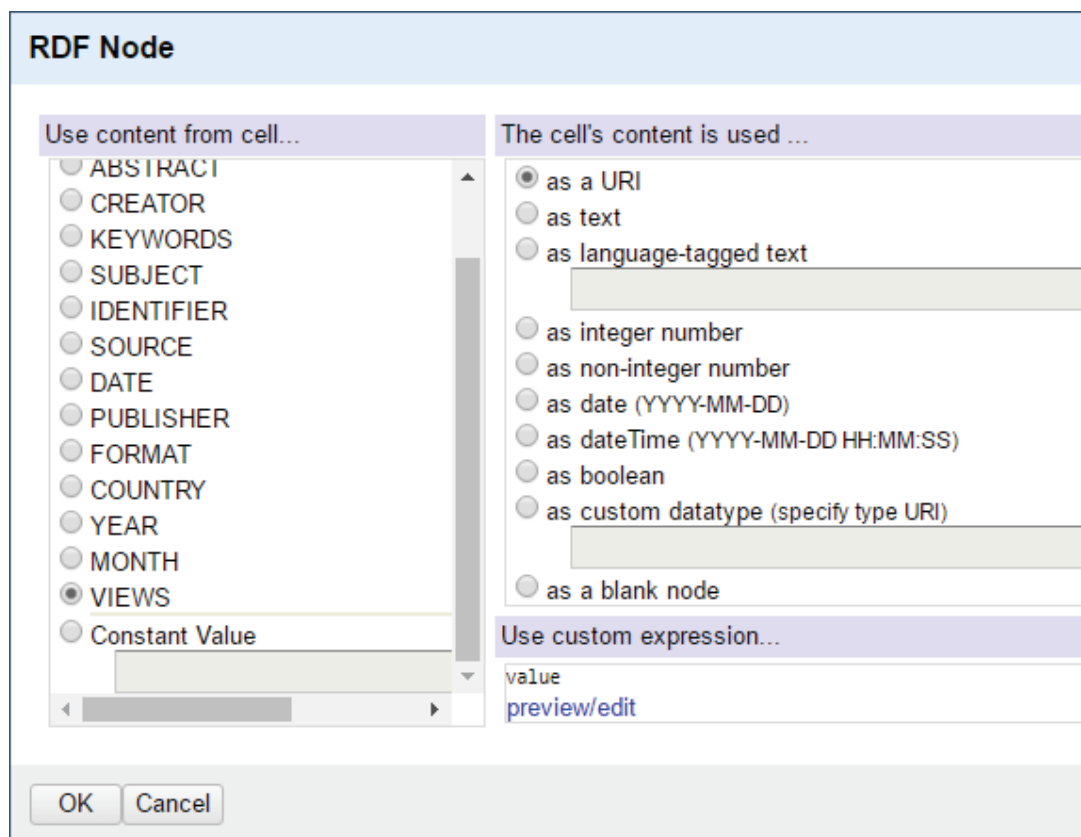 RDF Node
Use content from cell...
ABSTRACT
CREATOR
KEYWORDS
SUBJECT
IDENTIFIER
SOURCE
DATE
PUBLISHER
FORMAT
COUNTRY
YEAR
MONTH
VIEWS
Constant Value
The cell's content is used ...
as a URI
as text
as language-tagged text
as integer number
as non-integer number
as date (YYYY-MM-DD)
as dateTime (YYYY-MM-DD HH:MM:SS)
as boolean
as custom datatype (specify type URI)
as a blank node
Use custom expression...
value
preview/edit
OK
Cancel